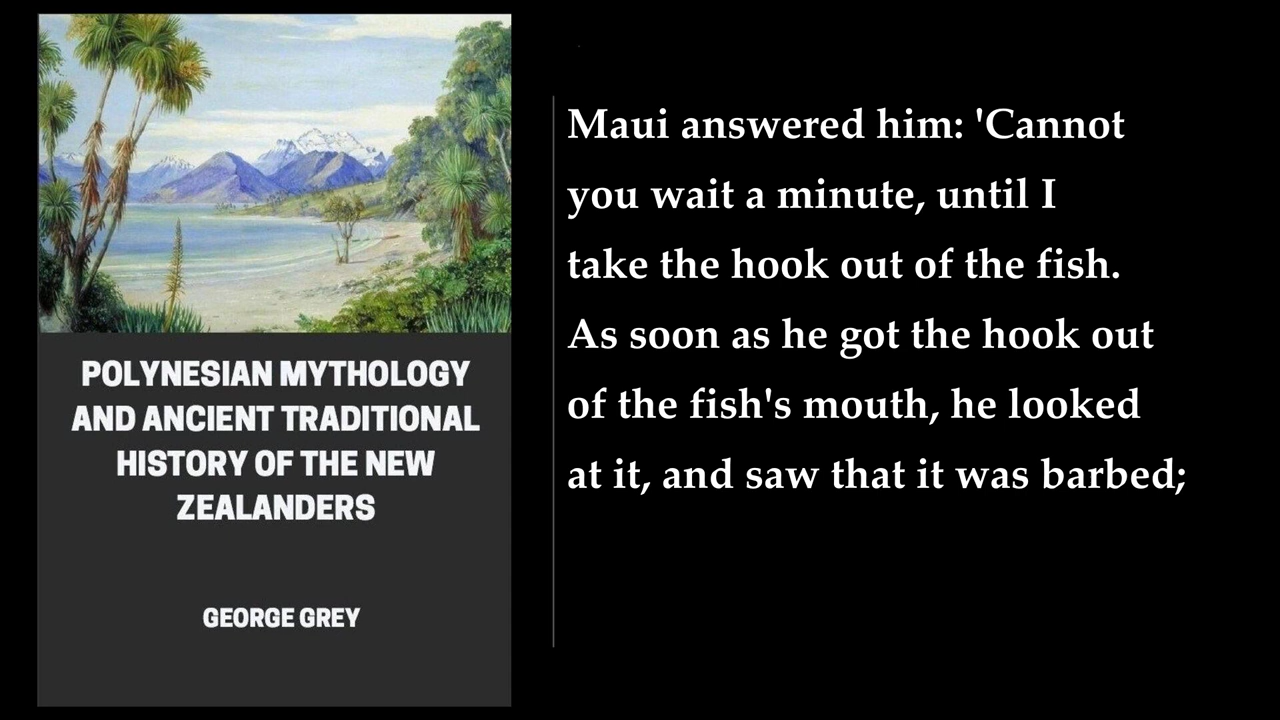 POLYNESIAN MYTHOLOGY
AND ANCIENT TRADITIONAL
HISTORY OF THE NEW
ZEALANDERS
GEORGE GREY
Maui answered him: 'Cannot
you wait a minute, until I
take the hook out of the fish.
As soon as he got the hook out
of the fish's mouth, he looked
at it, and saw that it was barbed;